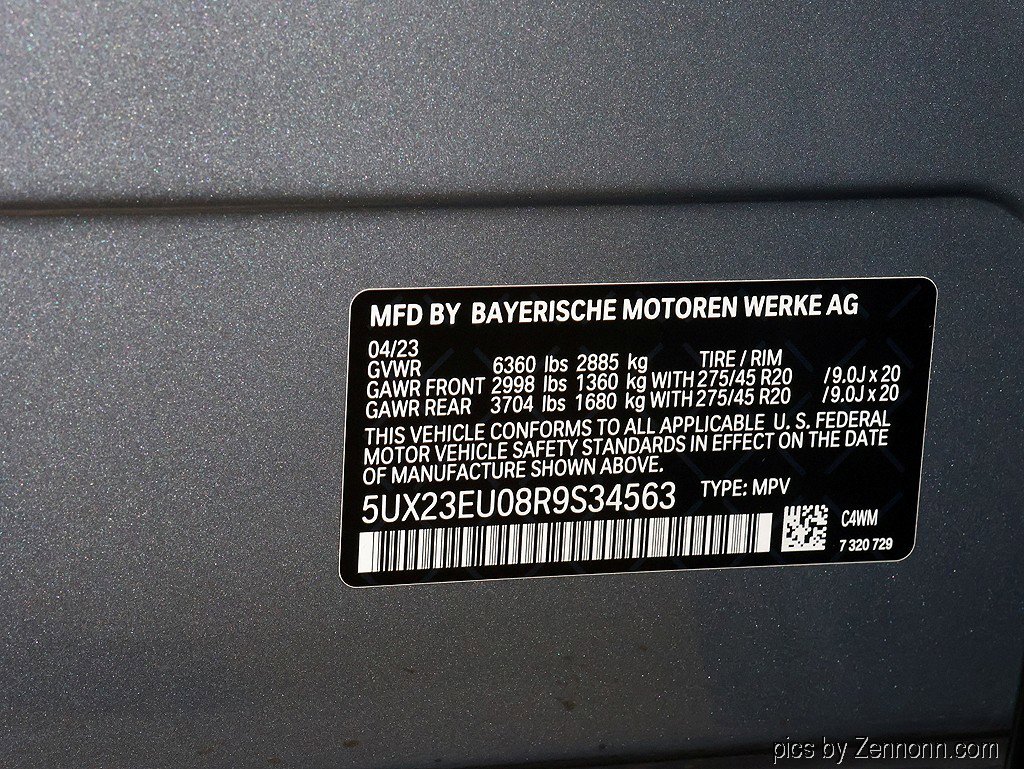 MFD BY BAYERISCHE MOTOREN WERKE AG
04/23
GVWR 6360 lbs 2885 kg TIRE / RIM
GAWR FRONT 2998 lbs 1360 kg WITH 275/45 R20 /9.0J x 20
GAWR REAR 3704 lbs 1680 kg WITH 275/45 R20 /9.0J x 20
THIS VEHICLE CONFORMS TO ALL APPLICABLE U. S. FEDERAL
MOTOR VEHICLE SAFETY STANDARDS IN EFFECT ON THE DATE
OF MANUFACTURE SHOWN ABOVE.
5UX23EU08R9S34563 TYPE: MPV
C4WM
7 320 729
pics by Zennonn.com